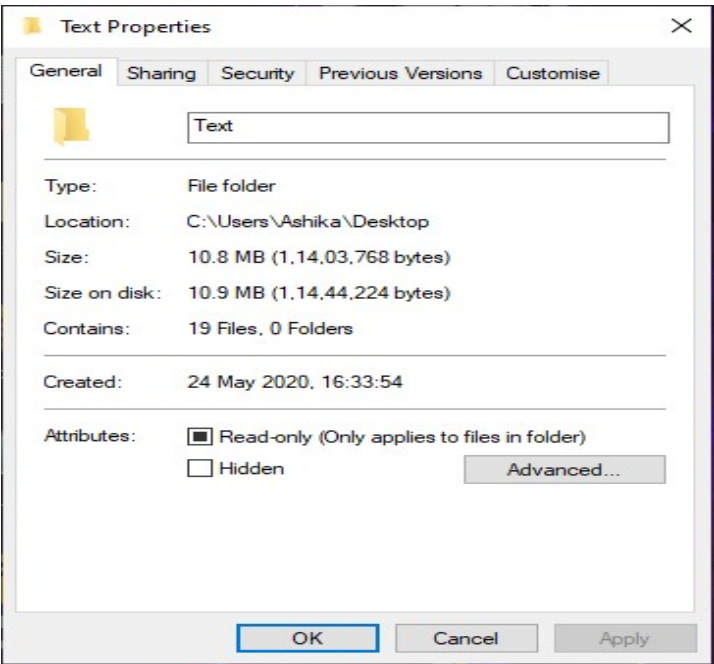 Text Properties
General Sharing Security Previous Versions Customise
Text
Type: File folder
Location: C:\Users\Ashika\Desktop
Size: 10.8 MB (1,14,03,768 bytes)
Size on disk: 10.9 MB (1,14,44,224 bytes)
Contains: 19 Files, 0 Folders
Created: 24 May 2020, 16:33:54
Attributes: Read-only (Only applies to files in folder)
Hidden Advanced...
OK Cancel Apply